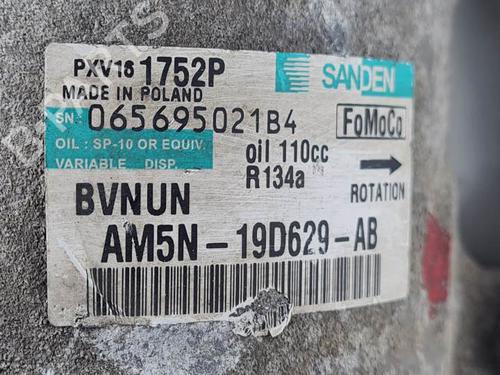 PXV16 1752P
SANDEN
MADE IN POLAND
SN: 065695021B4
FoMoCo
OIL : SP-10 OR EQUIV.
VARIABLE DISP.
oil 110cc
R134a
ROTATION
BVNUN
AM5N-19D629-AB